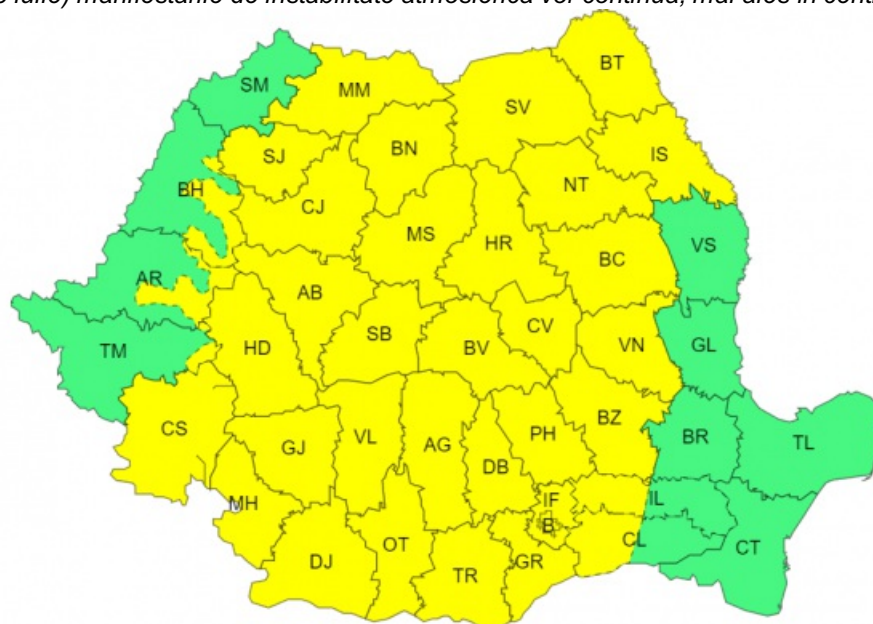 manifestările de instabilitate atmosferică vor continua, mai ales în
BT
SM
MM
SV
SJ
BN
IS
NT
BH
CJ
MS
HR
VS
BC
AR
AB
CV
SB
TM
HD
BV
VN
GL
CS
VL
BZ
GJ
AG
PH
BR
TL
DB
MH
IF
IL
B
OT
CL
CT
DJ
TR
GR